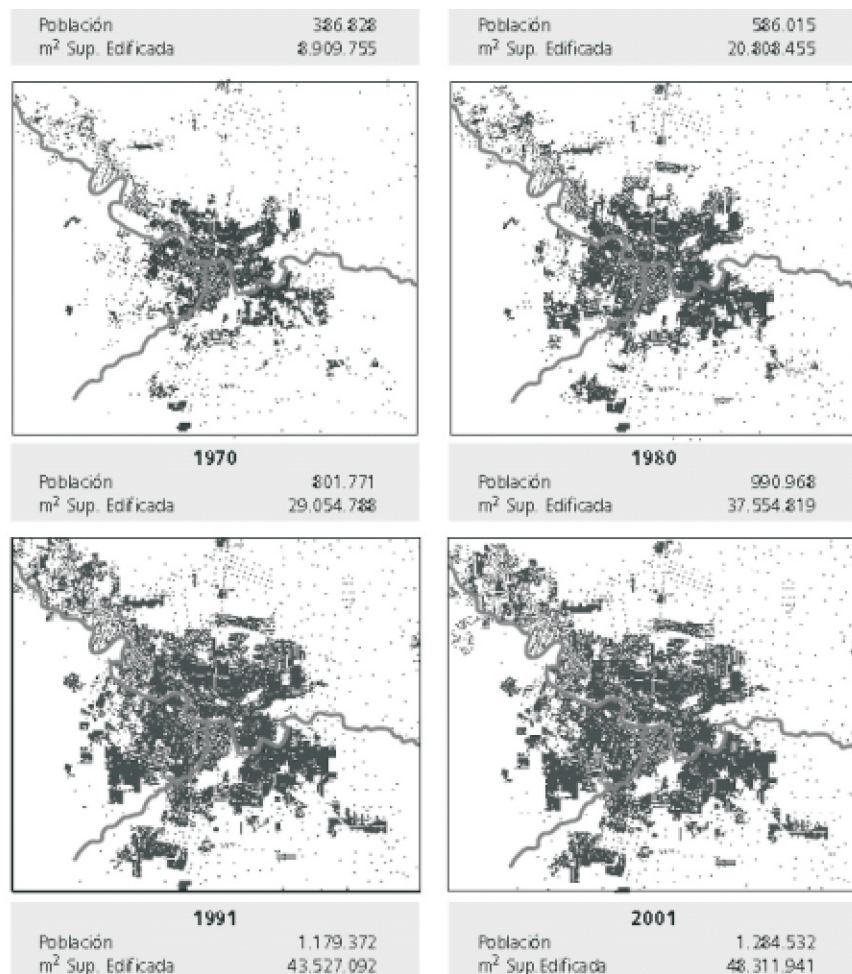 Población 386.828
m² Sup. Edificada 8.909.755
Población 586.015
m² Sup. Edificada 20.808.455
1970
Población 801.771
m² Sup. Edificada 29.054.788
1980
Población 990.968
m² Sup. Edificada 37.554.819
1991
Población 1.179.372
m² Sup. Edificada 43.527.092
2001
Población 1.284.532
m² Sup.Edificada 48.311.941